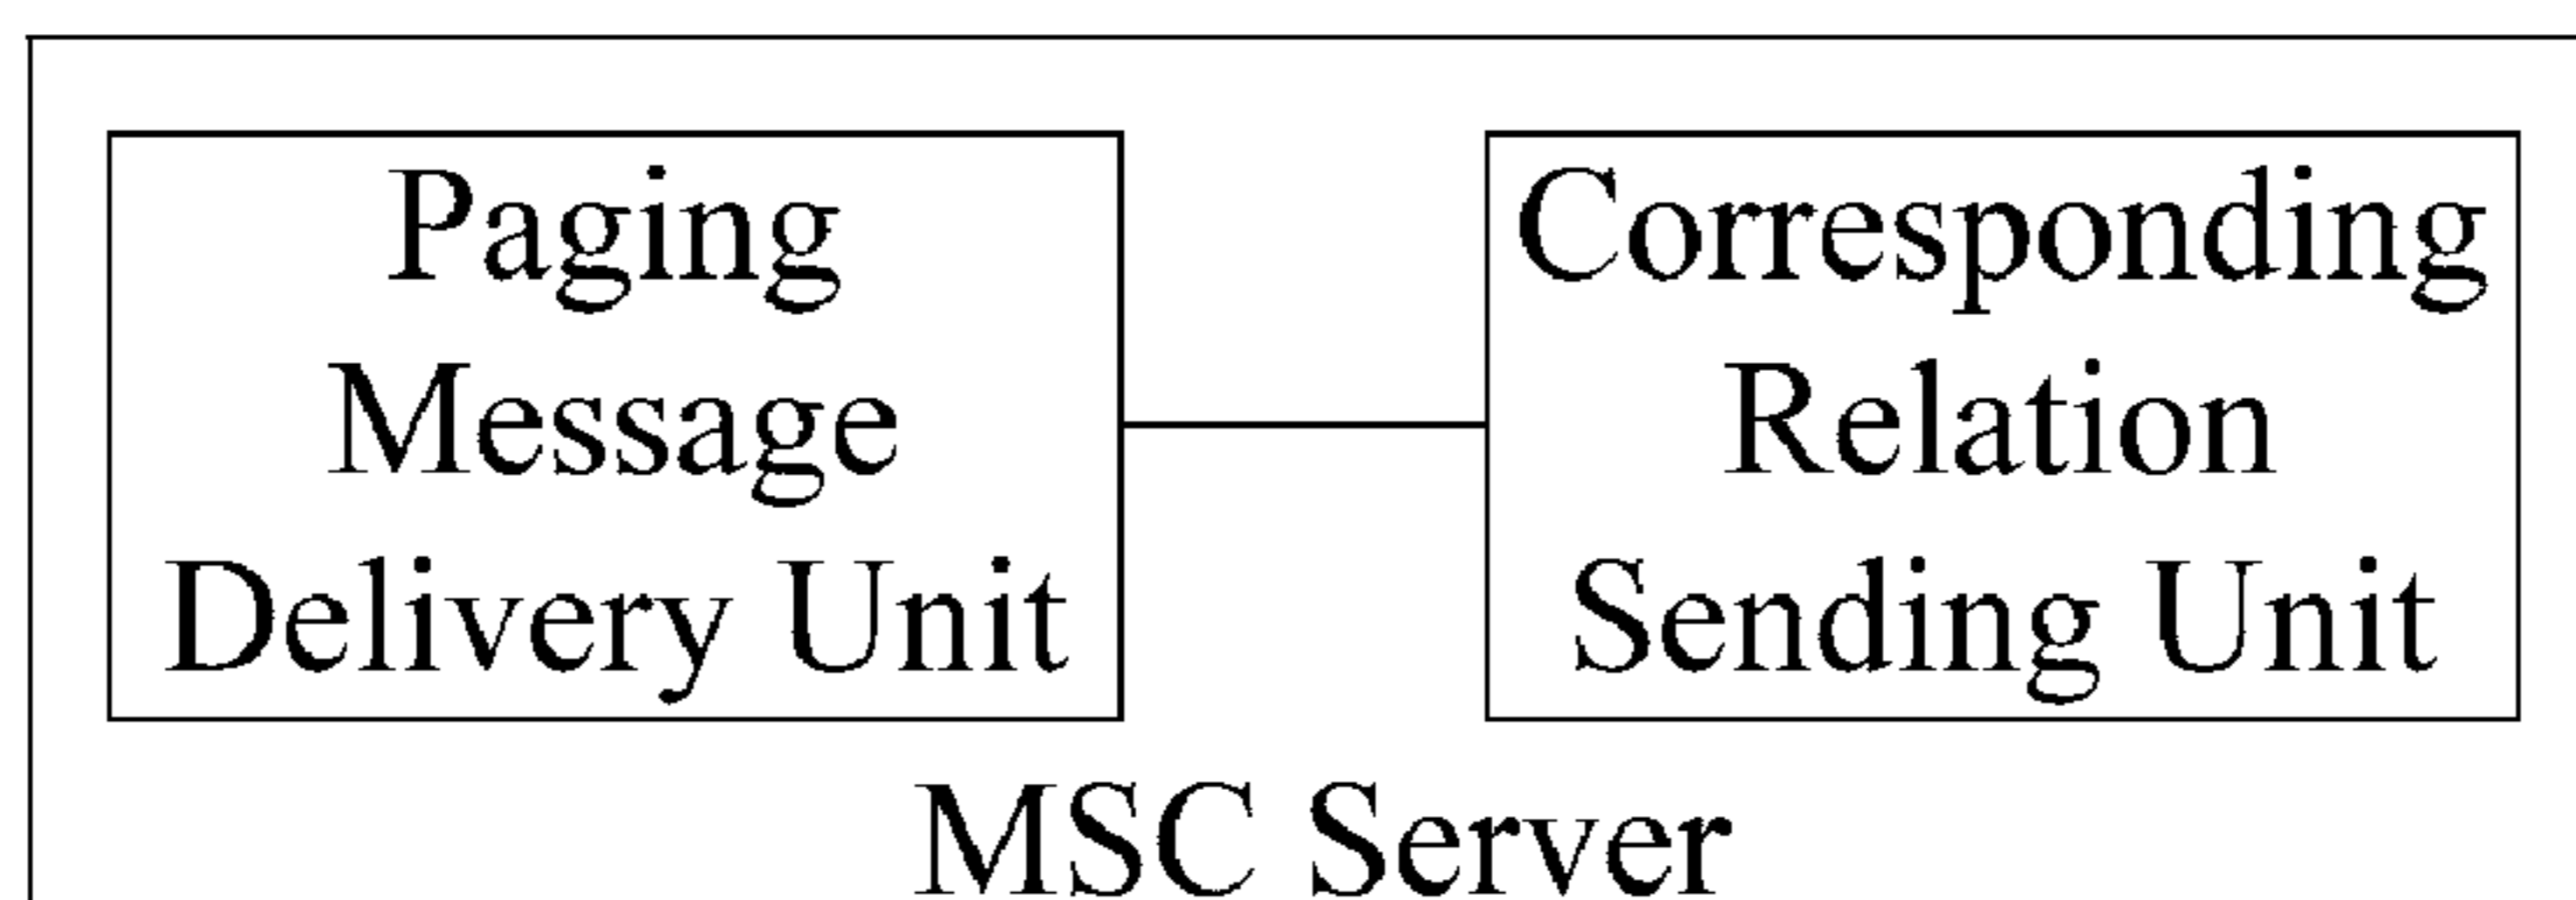 Paging
Message
Delivery Unit
Corresponding
Relation
Sending Unit
MSC Server